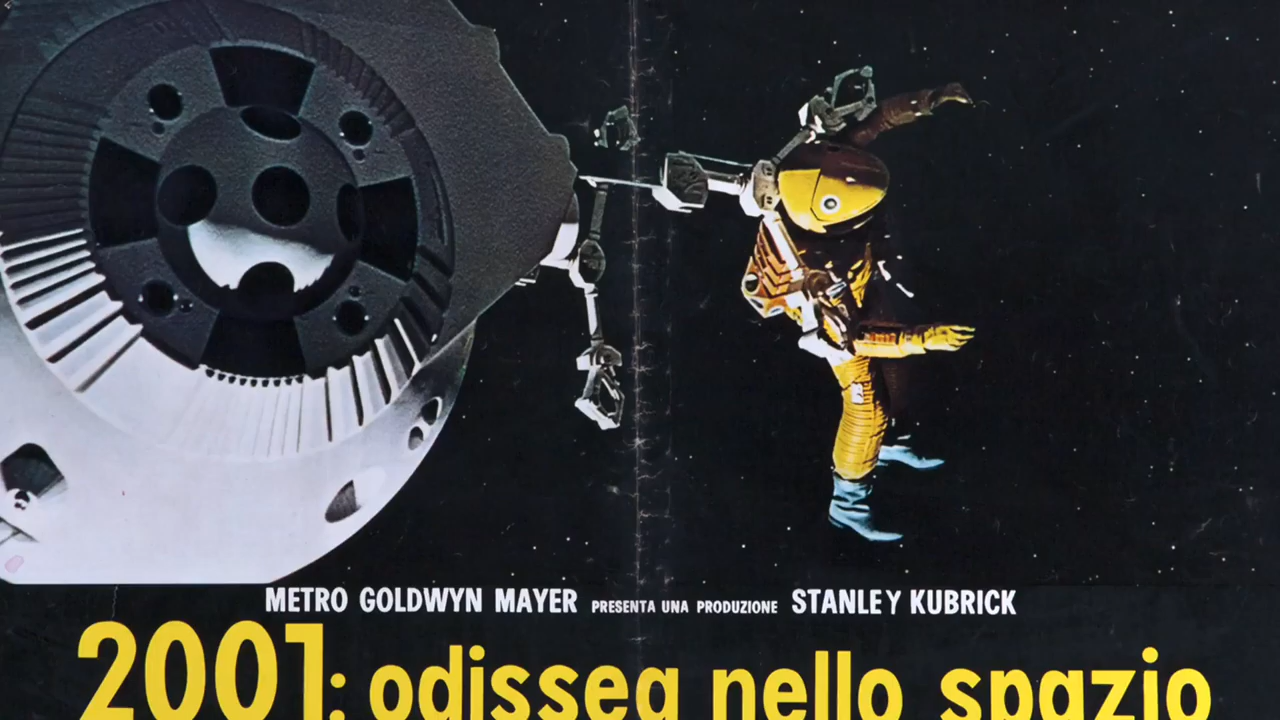 METRO GOLDWYN MAYER PRESENTA UNA PRODUZIONE STANLEY KUBRICK
2001: odissea nello spazio